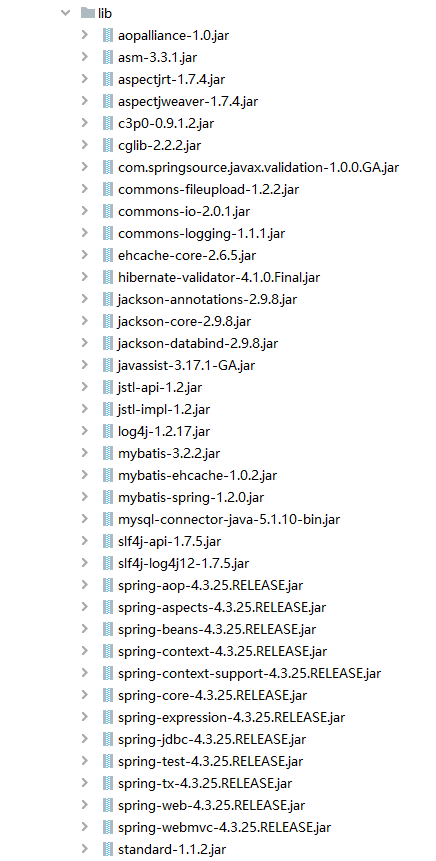 lib
aopalliance-1.0.jar
asm-3.3.1.jar
aspectjrt-1.7.4.jar
aspectjweaver-1.7.4.jar
c3p0-0.9.1.2.jar
cglib-2.2.2.jar
com.springsource.javax.validation-1.0.0.GA.jar
commons-fileupload-1.2.2.jar
commons-io-2.0.1.jar
commons-logging-1.1.1.jar
ehcache-core-2.6.5.jar
hibernate-validator-4.1.0.Final.jar
jackson-annotations-2.9.8.jar
jackson-core-2.9.8.jar
jackson-databind-2.9.8.jar
javassist-3.17.1-GA.jar
jstl-api-1.2.jar
jstl-impl-1.2.jar
log4j-1.2.17.jar
mybatis-3.2.2.jar
mybatis-ehcache-1.0.2.jar
mybatis-spring-1.2.0.jar
mysql-connector-java-5.1.10-bin.jar
slf4j-api-1.7.5.jar
slf4j-log4j12-1.7.5.jar
spring-aop-4.3.25.RELEASE.jar
spring-aspects-4.3.25.RELEASE.jar
spring-beans-4.3.25.RELEASE.jar
spring-context-4.3.25.RELEASE.jar
spring-context-support-4.3.25.RELEASE.jar
spring-core-4.3.25.RELEASE.jar
spring-expression-4.3.25.RELEASE.jar
spring-jdbc-4.3.25.RELEASE.jar
spring-test-4.3.25.RELEASE.jar
spring-tx-4.3.25.RELEASE.jar
spring-web-4.3.25.RELEASE.jar
spring-webmvc-4.3.25.RELEASE.jar
standard-1.1.2.jar